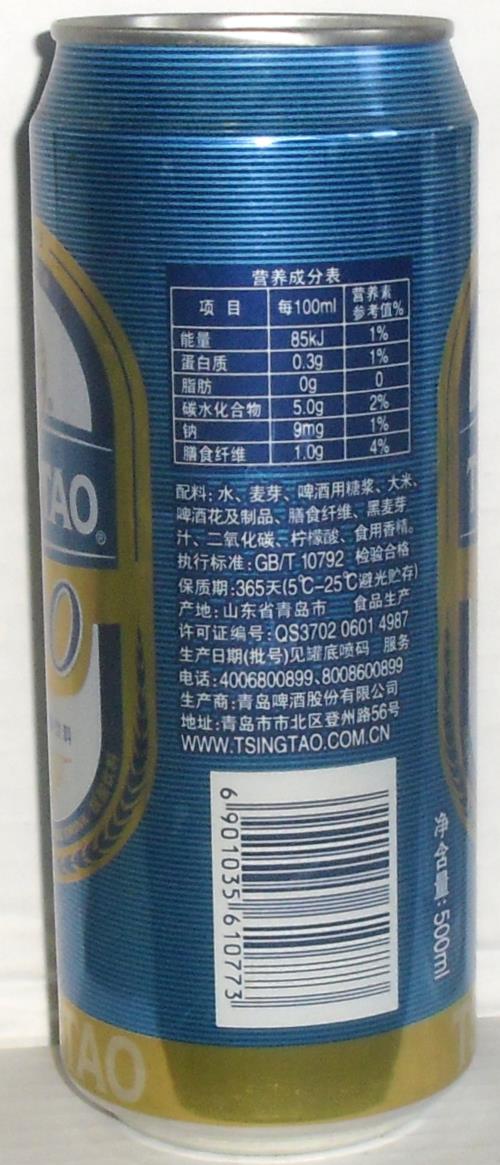 营养成分表
项 目 每100ml 营养素参考值%
能量 85kJ 1%
蛋白质 0.3g 1%
脂肪 0g 0
碳水化合物 5.0g 2%
钠 9mg 1%
膳食纤维 1.0g 4%
配料: 水、麦芽、啤酒用糖浆、大米、
啤酒花及制品、膳食纤维、黑麦芽
汁、二氧化碳、柠檬酸、食用香精。
执行标准: GB/T 10792 检验合格
保质期:365天(5℃-25℃避光贮存)
产地: 山东省青岛市 食品生产
许可证编号: QS3702 0601 4987
生产日期(批号)见罐底喷码 服务
电话: 4006800899、8008600899
生产商: 青岛啤酒股份有限公司
地址: 青岛市市北区登州路56号
WWW.TSINGTAO.COM.CN
6 901035 610773
净含量: 500ml
TAO®
TAO